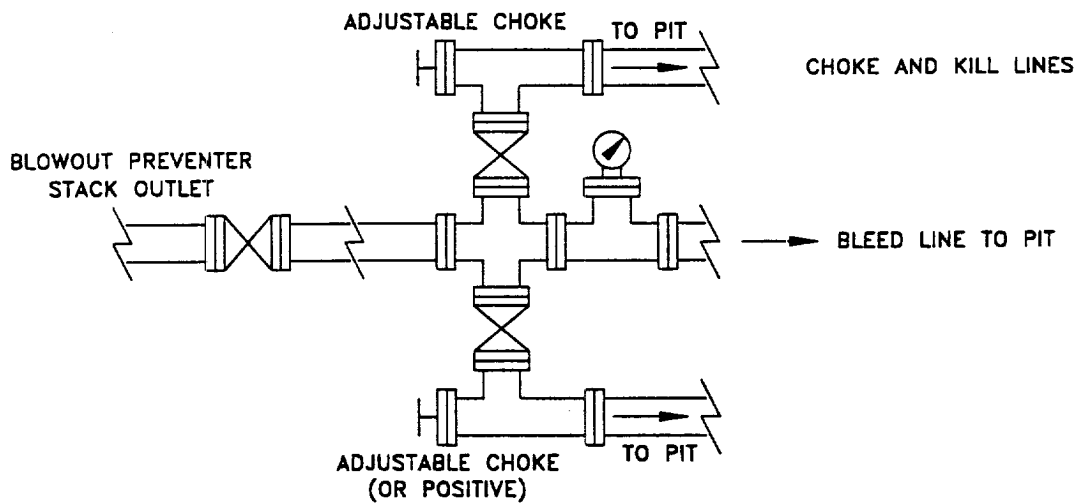 ADJUSTABLE CHOKE
TO PIT
CHOKE AND KILL LINES
BLOWOUT PREVENTER
STACK OUTLET
BLEED LINE TO PIT
TO PIT
ADJUSTABLE CHOKE
(OR POSITIVE)